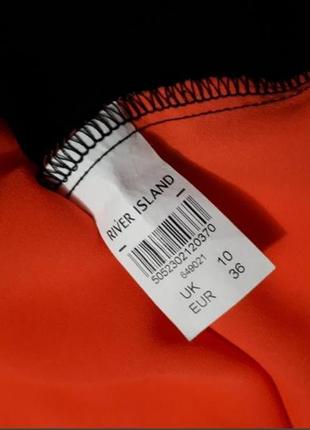 RIVER ISLAND
5052302120370
649021
UK 10
EUR 36